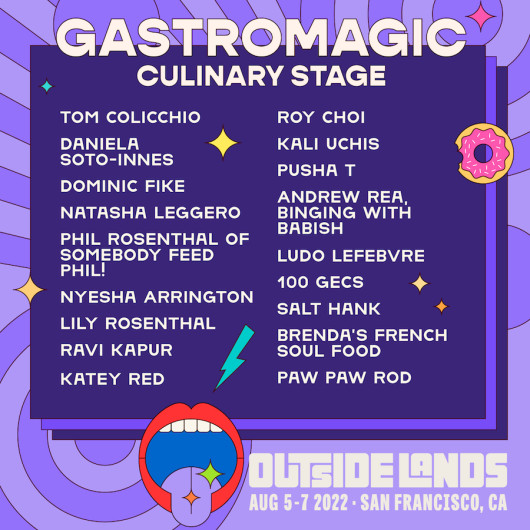 GASTROMAGIC
CULINARY STAGE
TOM COLICCHIO
DANIELA
SOTO-INNES
DOMINIC FIKE
NATASHA LEGGERO
PHIL ROSENTHAL OF
SOMEBODY FEED
PHIL!
NYESHA ARRINGTON
LILY ROSENTHAL
RAVI KAPUR
KATEY RED
ROY CHOI
KALI UCHIS
PUSHA T
ANDREW REA,
BINGING WITH
BABISH
LUDO LEFEBVRE
100 GECS
SALT HANK
BRENDA'S FRENCH
SOUL FOOD
PAW PAW ROD
OUTSIDE LANDS
AUG 5-7 2022 · SAN FRANCISCO, CA